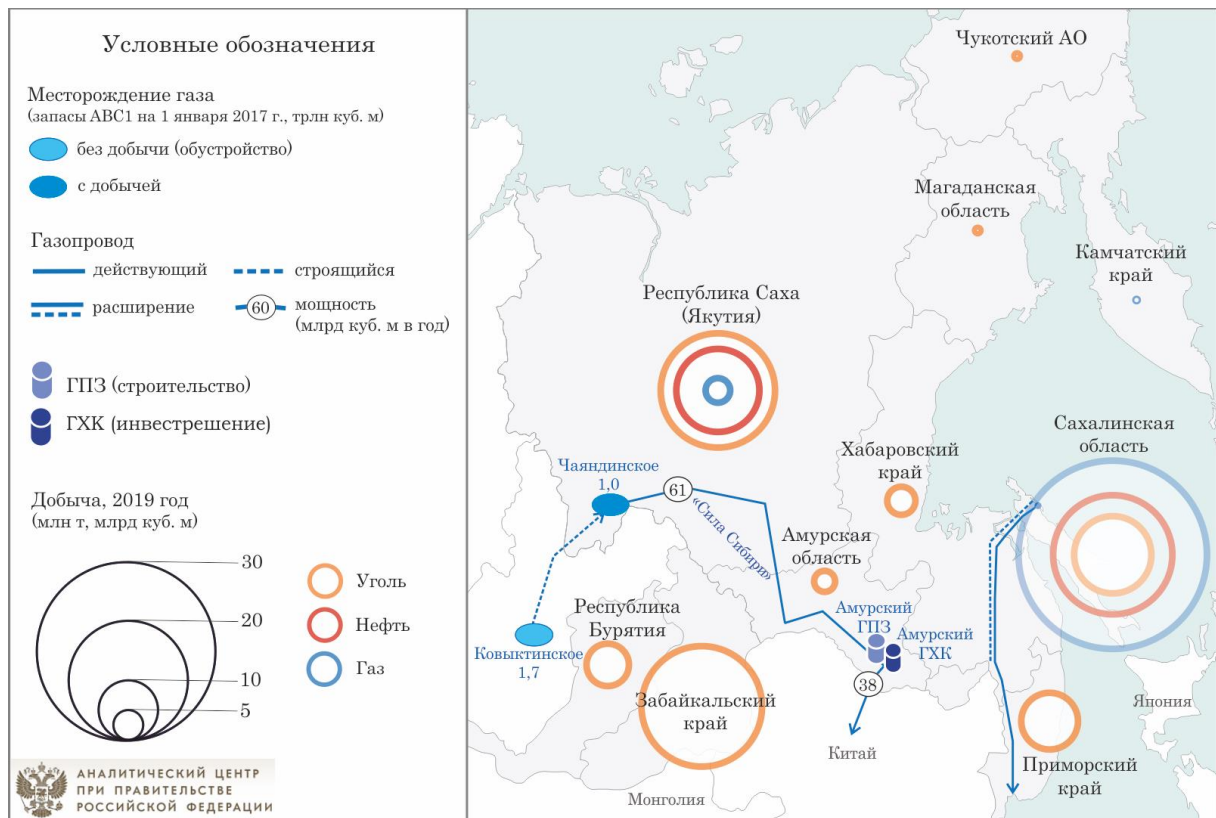 Условные обозначения
Месторождение газа
(запасы АВС1 на 1 января 2017 г., трлн куб. м)
без добычи (обустройство)
с добычей
Газопровод
действующий
строящийся
расширение
60
мощность
(млрд куб. м в год)
ГПЗ (строительство)
ГХК (инвестрешение)
Добыча, 2019 год
(млн т, млрд куб. м)
30
20
10
5
Уголь
Нефть
Газ
АНАЛИТИЧЕСКИЙ ЦЕНТР
ПРИ ПРАВИТЕЛЬСТВЕ
РОССИЙСКОЙ ФЕДЕРАЦИИ
Чукотский АО
Магаданская
область
Камчатский
край
Республика Саха
(Якутия)
Сахалинская
область
Хабаровский
край
Чаяндинское
1,0
61
«Сила Сибири»
Амурская
область
Республика
Бурятия
Амурский
ГПЗ
Амурский
ГХК
Ковыктинское
1,7
38
Забайкальский
край
Китай
Япония
Приморский
край
Монголия